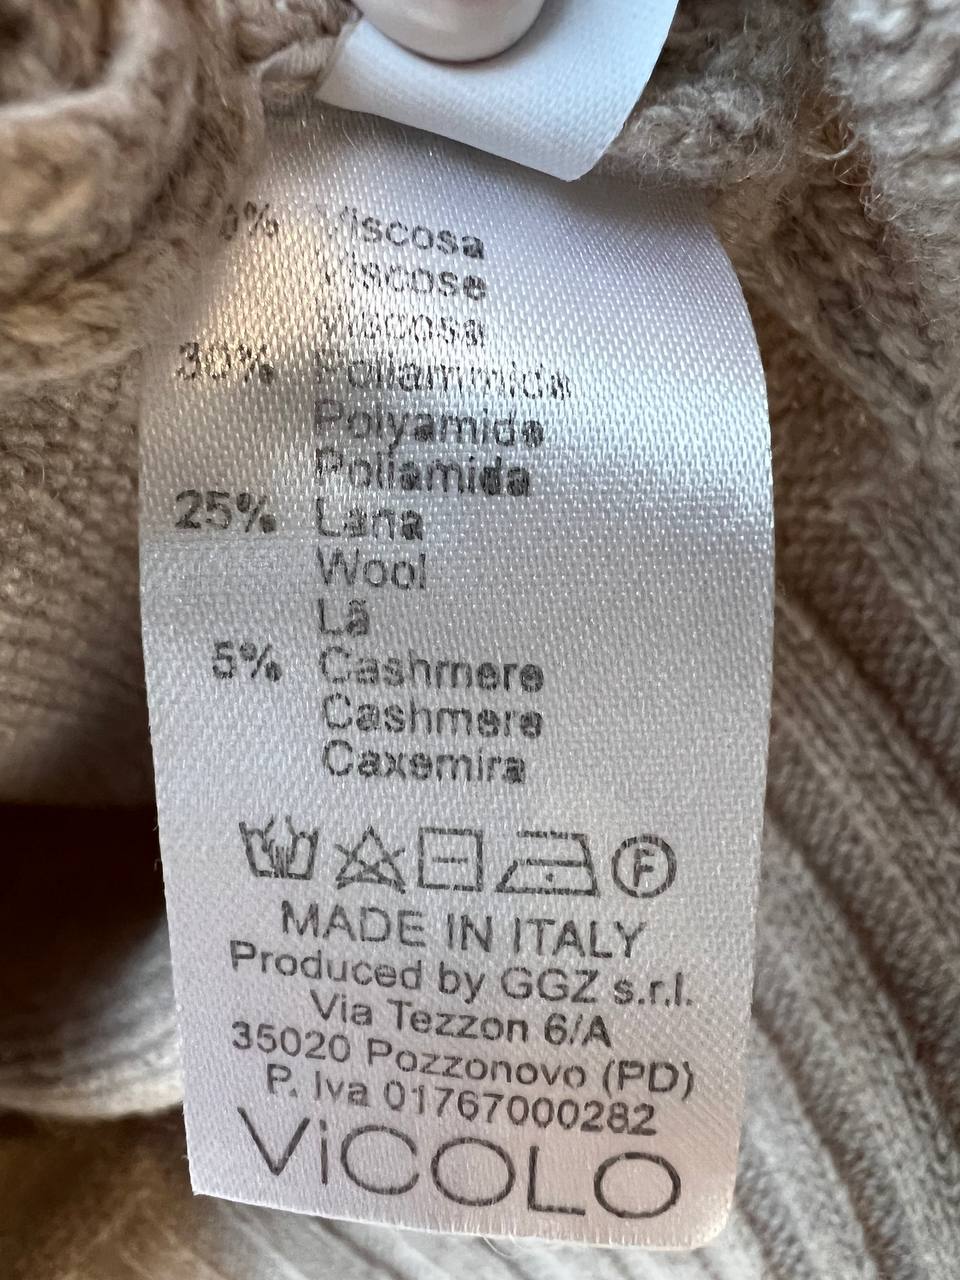 Viscosa
Viscose
Viscosa
30% Poliammida
Polyamide
Poliamida
25% Lana
Wool
Lã
5% Cashmere
Cashmere
Caxemira
F
MADE IN ITALY
Produced by GGZ s.r.l.
Via Tezzon 6/A
35020 Pozzonovo (PD)
P. Iva 01767000282
ViCOLO